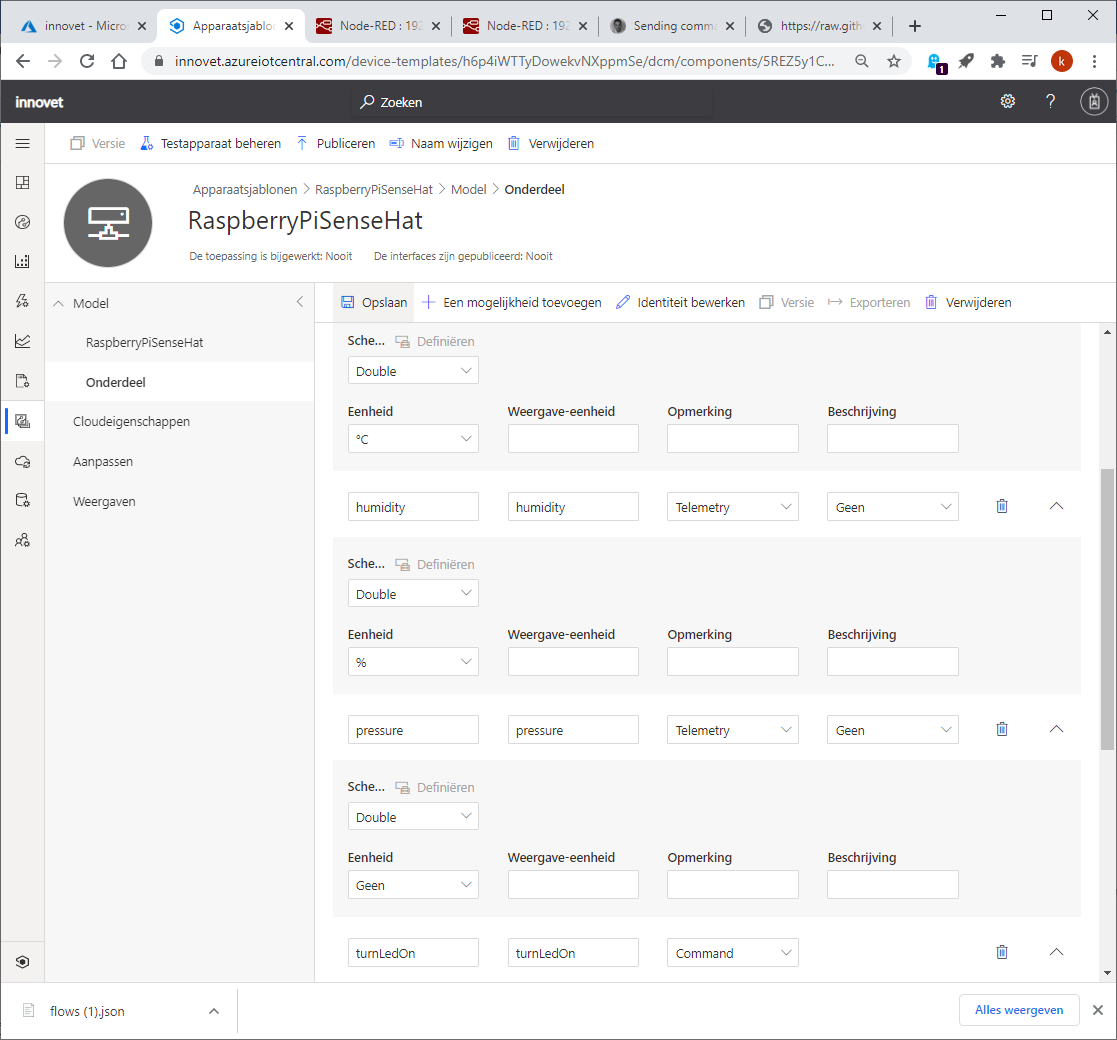 innovet - Micros
Apparaatsjablo
Node-RED : 192
Node-RED : 192
Sending comma
https://raw.gith
innovet.azureiotcentral.com/device-templates/h6p4iWTTyDowekvNXppmSe/dcm/components/5REZ5y1C...
1
k
innovet
Zoeken
?
Versie
Testapparaat beheren
Publiceren
Naam wijzigen
Verwijderen
Apparaatsjablonen > RaspberryPiSenseHat > Model > Onderdeel
RaspberryPiSenseHat
De toepassing is bijgewerkt: Nooit
De interfaces zijn gepubliceerd: Nooit
Model
RaspberryPiSenseHat
Onderdeel
Cloudeigenschappen
Aanpassen
Weergaven
Opslaan
Een mogelijkheid toevoegen
Identiteit bewerken
Versie
Exporteren
Verwijderen
Sche... Definiëren
Double
Eenheid Weergave-eenheid Opmerking Beschrijving
°C
humidity humidity Telemetry Geen
Sche... Definiëren
Double
Eenheid Weergave-eenheid Opmerking Beschrijving
%
pressure pressure Telemetry Geen
Sche... Definiëren
Double
Eenheid Weergave-eenheid Opmerking Beschrijving
Geen
turnLedOn turnLedOn Command
flows (1).json
Alles weergeven